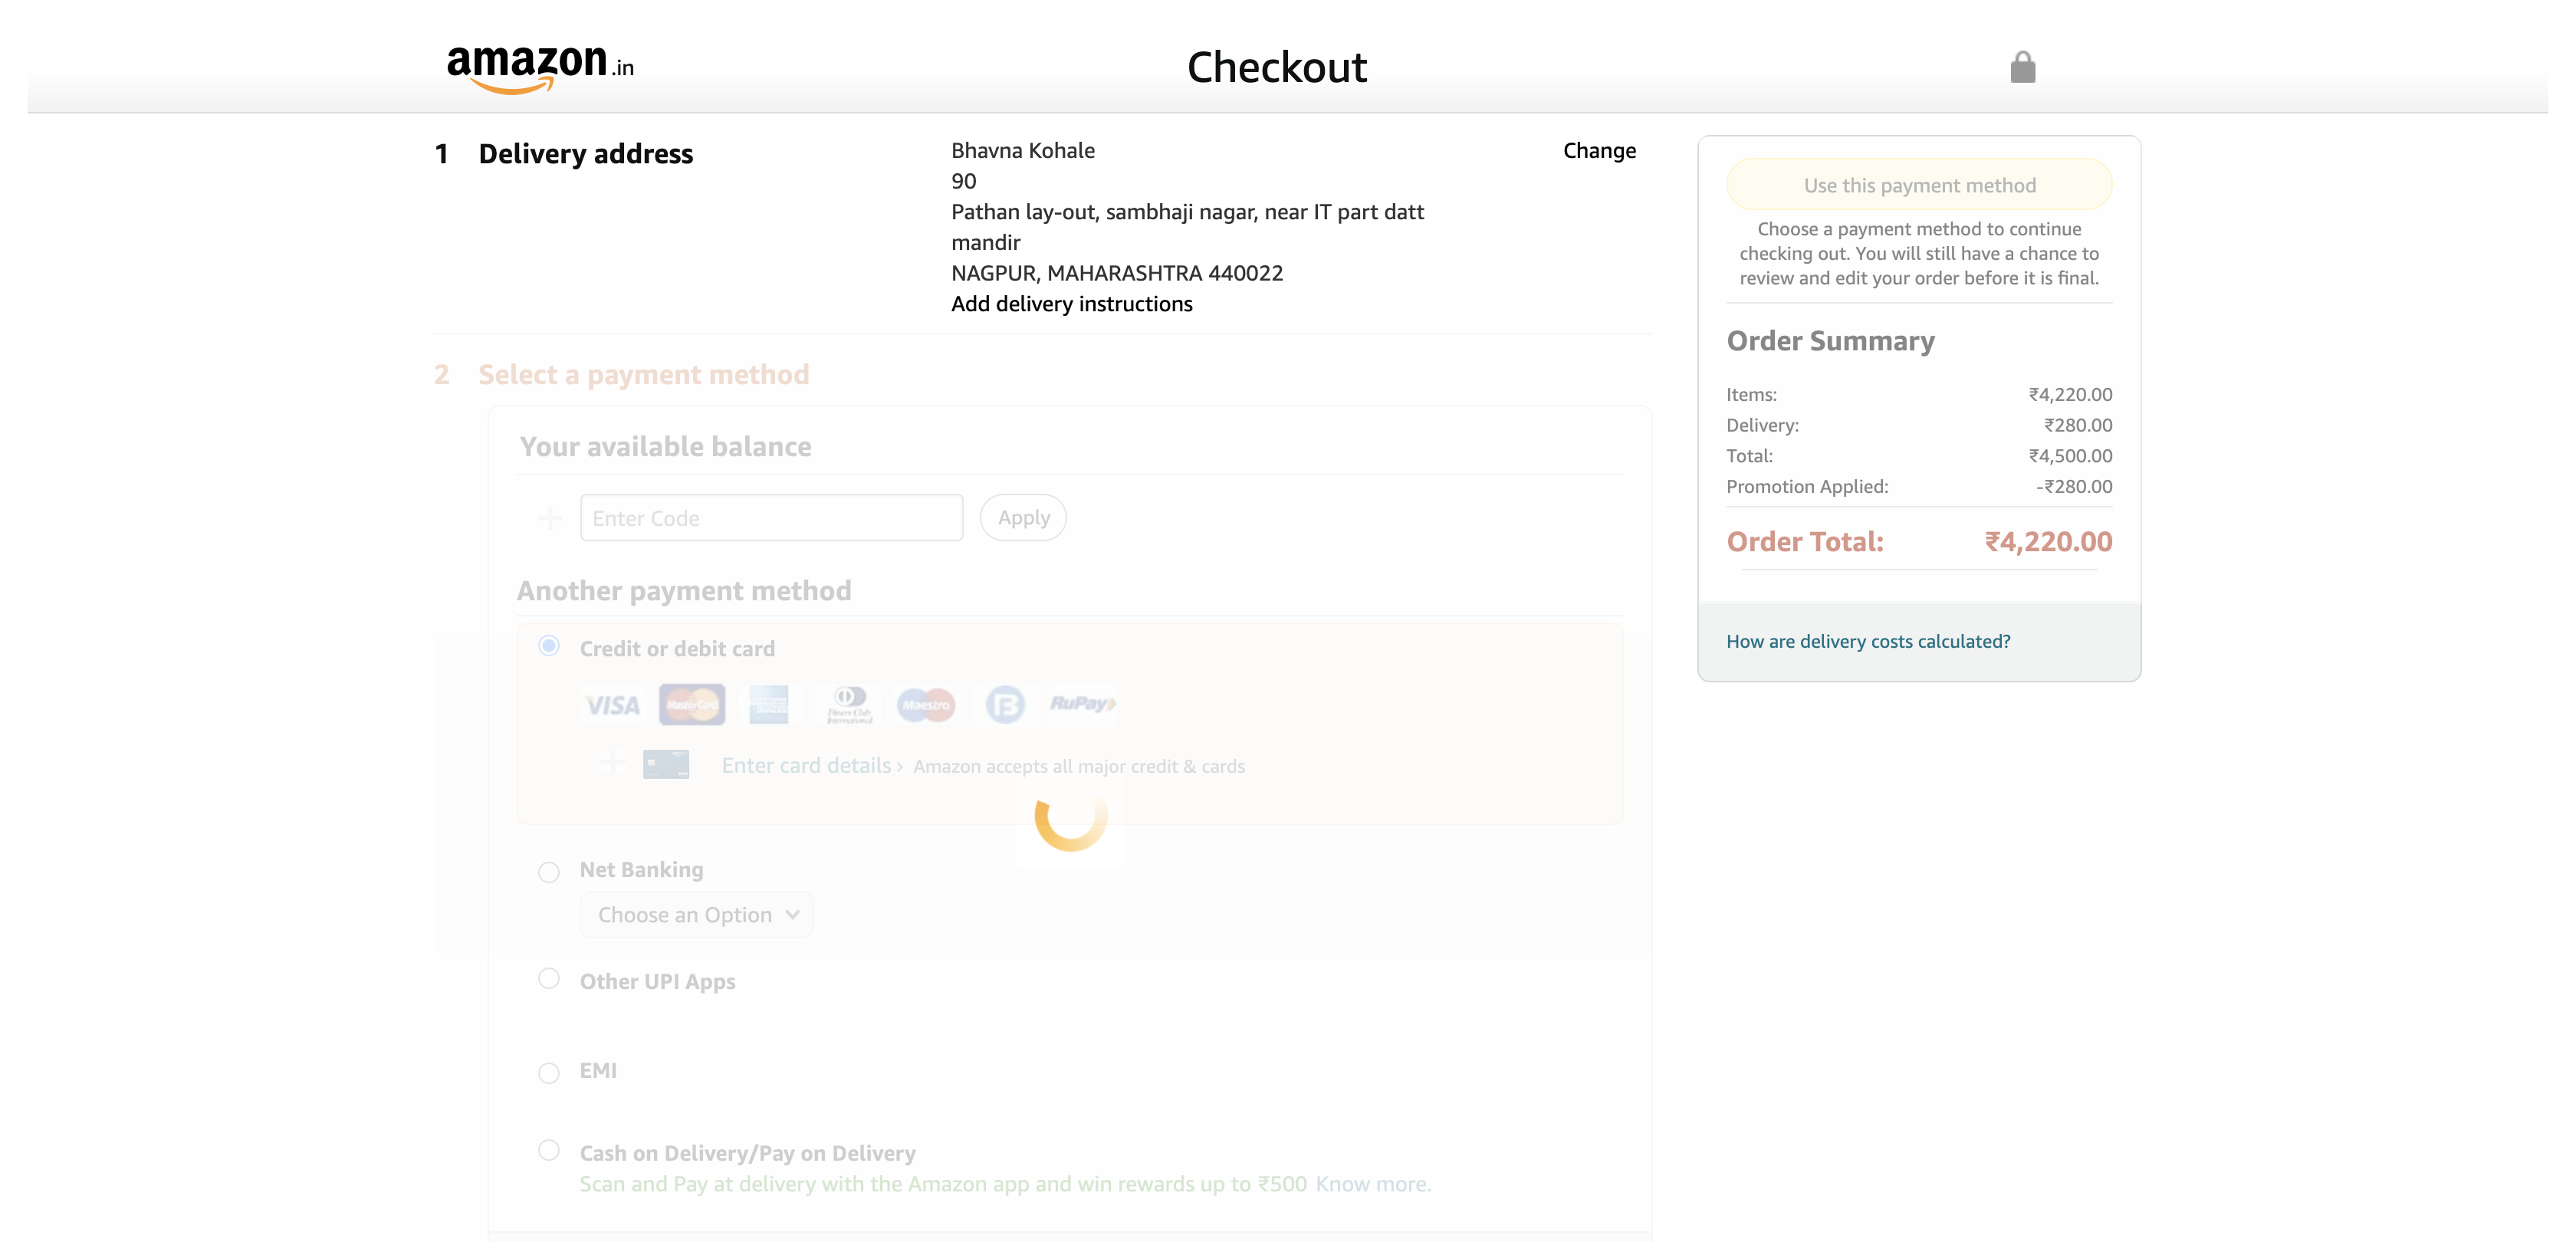 amazon.in
Checkout
1 Delivery address
Bhavna Kohale
90
Pathan lay-out, sambhaji nagar, near IT part datt
mandir
NAGPUR, MAHARASHTRA 440022
Add delivery instructions
Change
2 Select a payment method
Your available balance
Enter Code
Apply
Another payment method
Credit or debit card
VISA MasterCard AMERICAN EXPRESS Diners Club International Maestro B RuPay
Enter card details › Amazon accepts all major credit & cards
Net Banking
Choose an Option
Other UPI Apps
EMI
Cash on Delivery/Pay on Delivery
Scan and Pay at delivery with the Amazon app and win rewards up to ₹500 Know more.
Use this payment method
Choose a payment method to continue
checking out. You will still have a chance to
review and edit your order before it is final.
Order Summary
Items: ₹4,220.00
Delivery: ₹280.00
Total: ₹4,500.00
Promotion Applied: -₹280.00
Order Total: ₹4,220.00
How are delivery costs calculated?